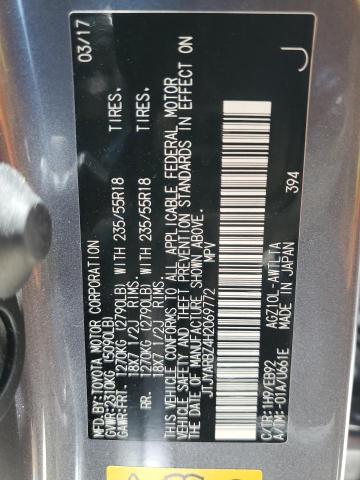 MFD. BY: TOYOTA MOTOR CORPORATION 03/17
GVWR:2310KG (5090LB)
GAWR:FRT. 1270KG (2790LB) WITH 235/55R18 TIRES.
18X7 1/2J RIMS.
RR. 1270KG (2790LB) WITH 235/55R18 TIRES.
18X7 1/2J RIMS.
THIS VEHICLE CONFORMS TO ALL APPLICABLE FEDERAL MOTOR
VEHICLE SAFETY AND THEFT PREVENTION STANDARDS IN EFFECT ON
THE DATE OF MANUFACTURE SHOWN ABOVE.
JTJYARBZ4H2069772 MPV
J
C/TR:1H9/EB92 AGZ10L-AWTLTA
A/TM:-01A/U661E MADE IN JAPAN 394